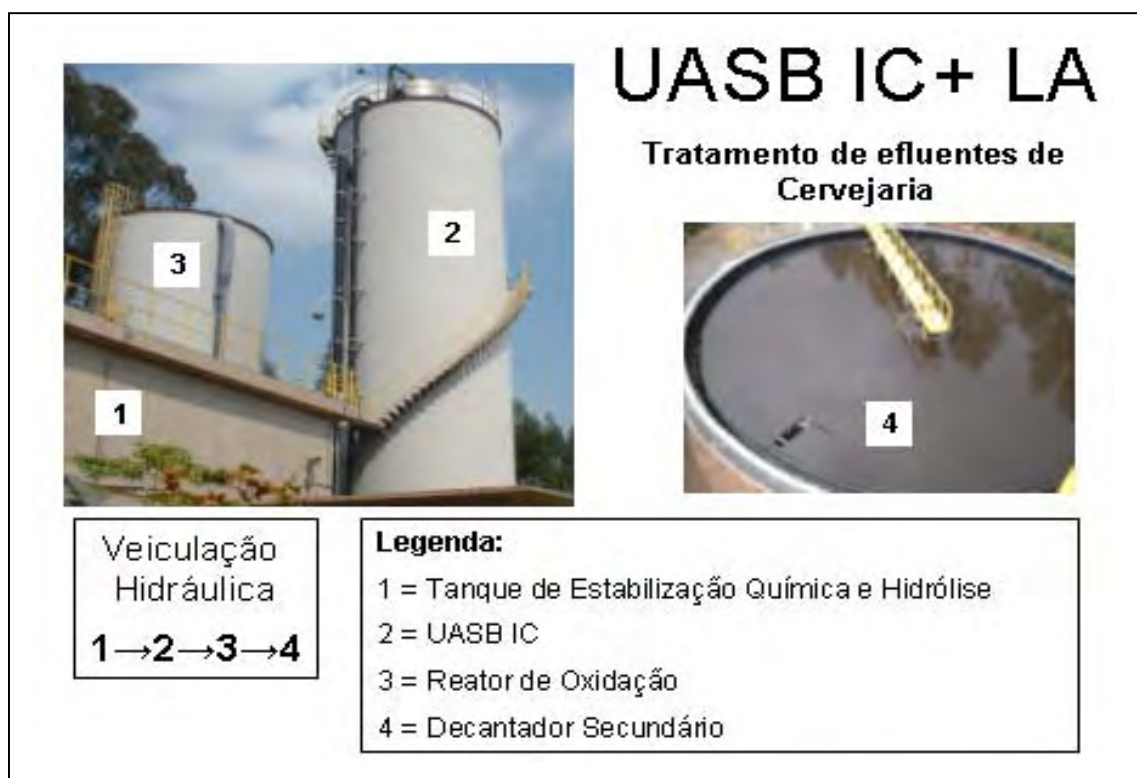 UASB IC+ LA
Tratamento de efluentes de
Cervejaria
3
2
1
4
Veiculação
Hidráulica
1→2→3→4
Legenda:
1 = Tanque de Estabilização Química e Hidrólise
2 = UASB IC
3 = Reator de Oxidação
4 = Decantador Secundário